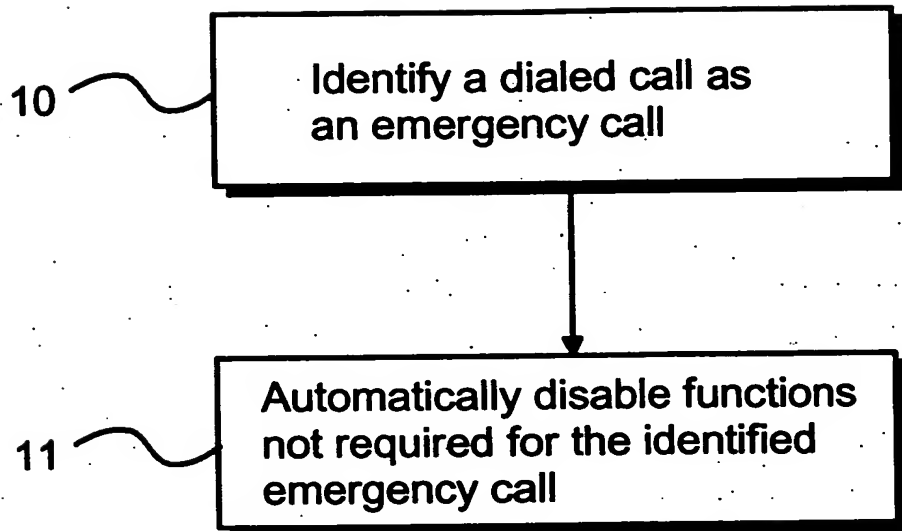 10
Identify a dialed call as
an emergency call
11
Automatically disable functions
not required for the identified
emergency call